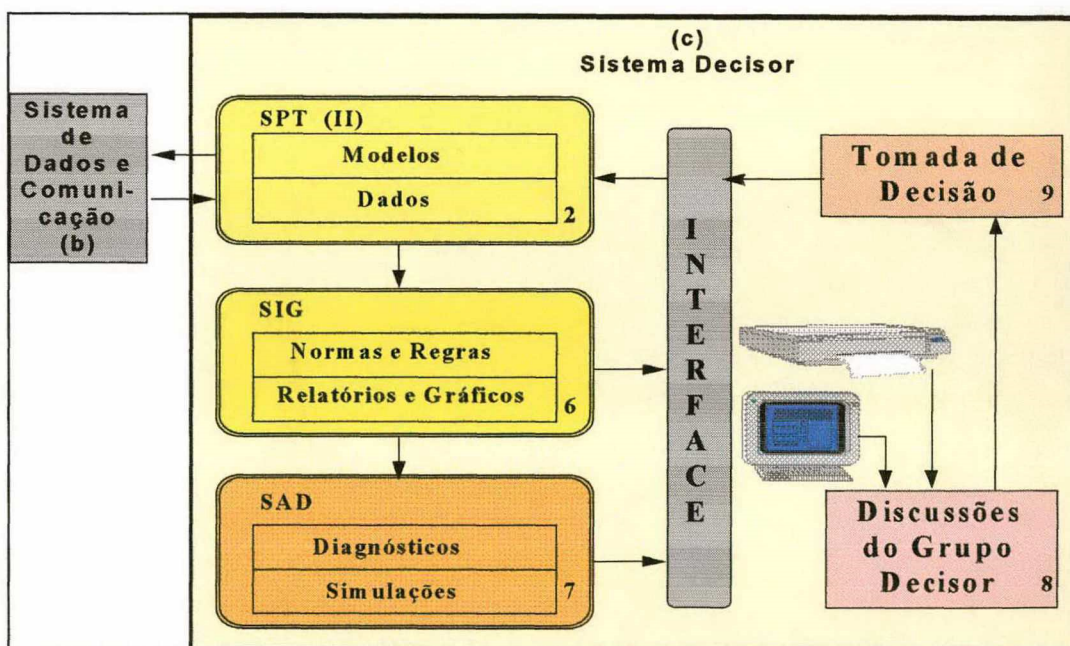 (c)
Sistema Decisor
Sistema
de
Dados e
Comuni-
cação
(b)
SPT (II)
Modelos
Dados
2
SIG
Normas e Regras
Relatórios e Gráficos
6
SAD
Diagnósticos
Simulações
7
INTERFACE
Tomada de
Decisão
9
Discussões
do Grupo
Decisor
8